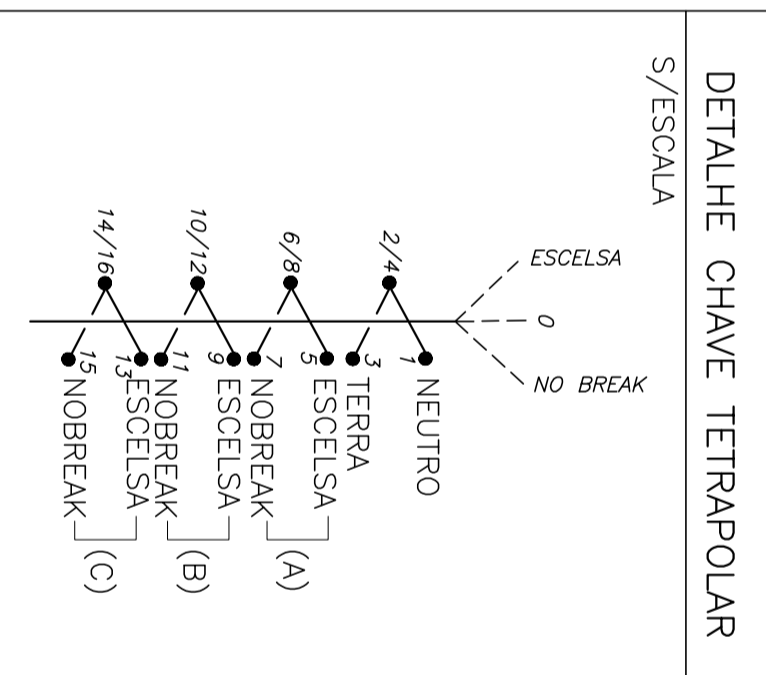 DETALHE CHAVE TETRAPOLAR
S/ESCALA
ESCELSA
0
NO BREAK
2/4
1 NEUTRO
3 TERRA
6/8
5 ESCELSA
7 NOBREAK
(A)
10/12
9 ESCELSA
11 NOBREAK
(B)
14/16
13 ESCELSA
15 NOBREAK
(C)